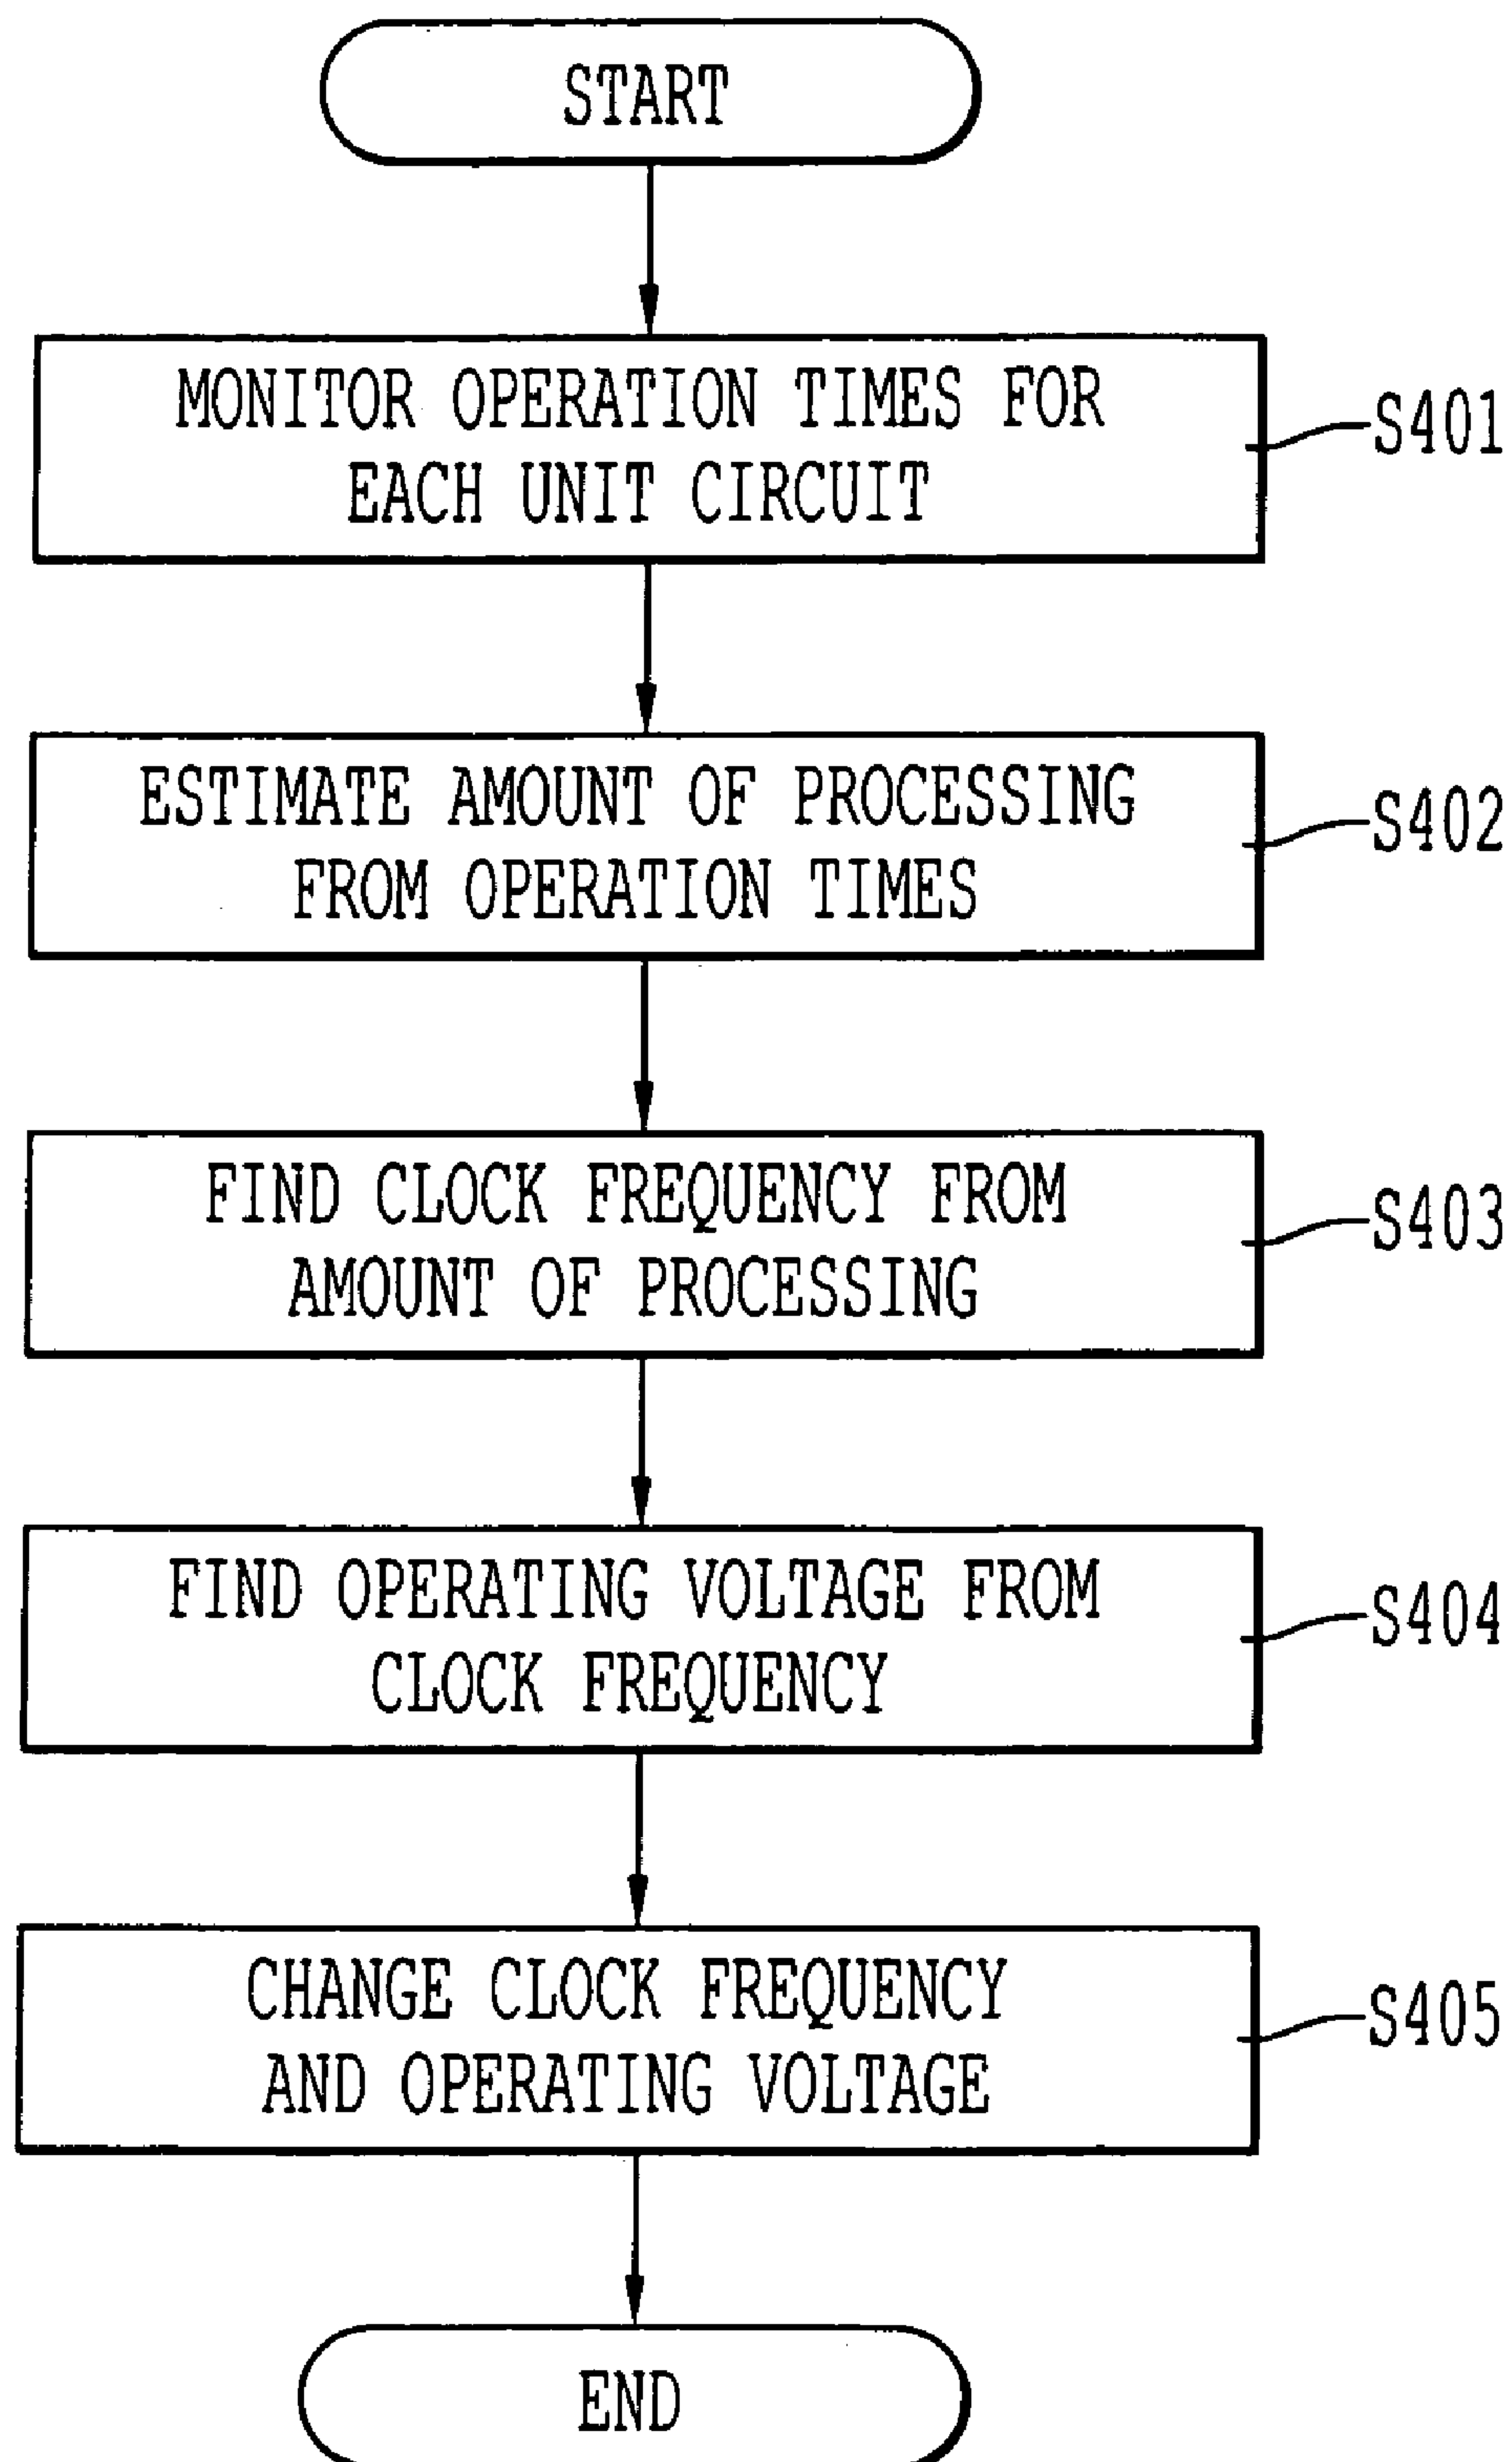 START
MONITOR OPERATION TIMES FOR
EACH UNIT CIRCUIT
S401
ESTIMATE AMOUNT OF PROCESSING
FROM OPERATION TIMES
S402
FIND CLOCK FREQUENCY FROM
AMOUNT OF PROCESSING
S403
FIND OPERATING VOLTAGE FROM
CLOCK FREQUENCY
S404
CHANGE CLOCK FREQUENCY
AND OPERATING VOLTAGE
S405
END